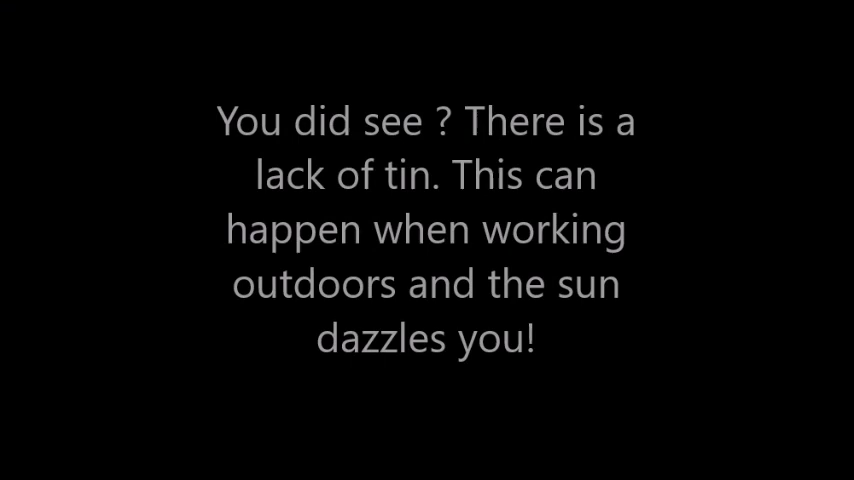 You did see ? There is a
lack of tin. This can
happen when working
outdoors and the sun
dazzles you!